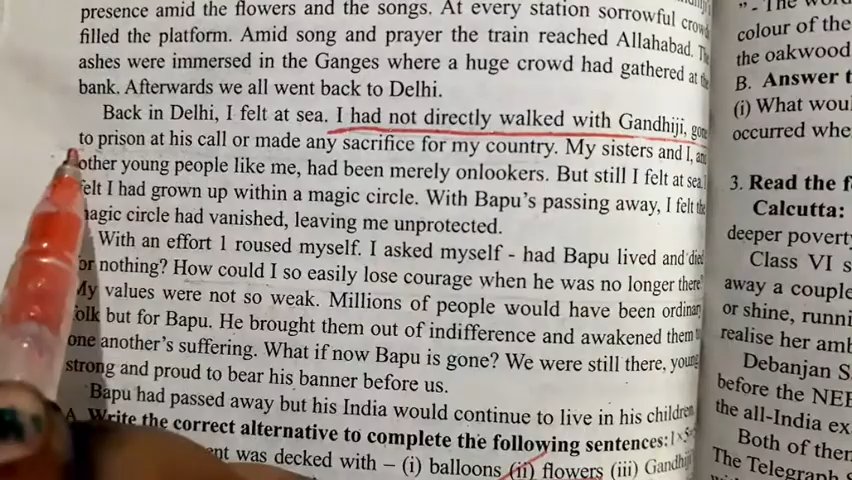 presence amid the flowers and the songs. At every station sorrowful crowds
filled the platform. Amid song and prayer the train reached Allahabad. The
ashes were immersed in the Ganges where a huge crowd had gathered at the
bank. Afterwards we all went back to Delhi.
Back in Delhi, I felt at sea. I had not directly walked with Gandhiji, gone
to prison at his call or made any sacrifice for my country. My sisters and I, and
other young people like me, had been merely onlookers. But still I felt at sea. I
felt I had grown up within a magic circle. With Bapu's passing away, I felt the
magic circle had vanished, leaving me unprotected.
With an effort 1 roused myself. I asked myself - had Bapu lived and died
for nothing? How could I so easily lose courage when he was no longer there?
My values were not so weak. Millions of people would have been ordinary
folk but for Bapu. He brought them out of indifference and awakened them to
one another's suffering. What if now Bapu is gone? We were still there, young
strong and proud to bear his banner before us.
Bapu had passed away but his India would continue to live in his children.
A. Write the correct alternative to complete the following sentences: 1×5=5
was decked with – (i) balloons (ii) flowers (iii) Gandhiji
" - The
colour of the
the oakwood
B. Answer
(i) What
occurred
3. Read the
Calcutta:
deeper
Class VI
away a couple
or shine,
realise her
Debanjan S
before the
the all-India
Both of
The Telegraph